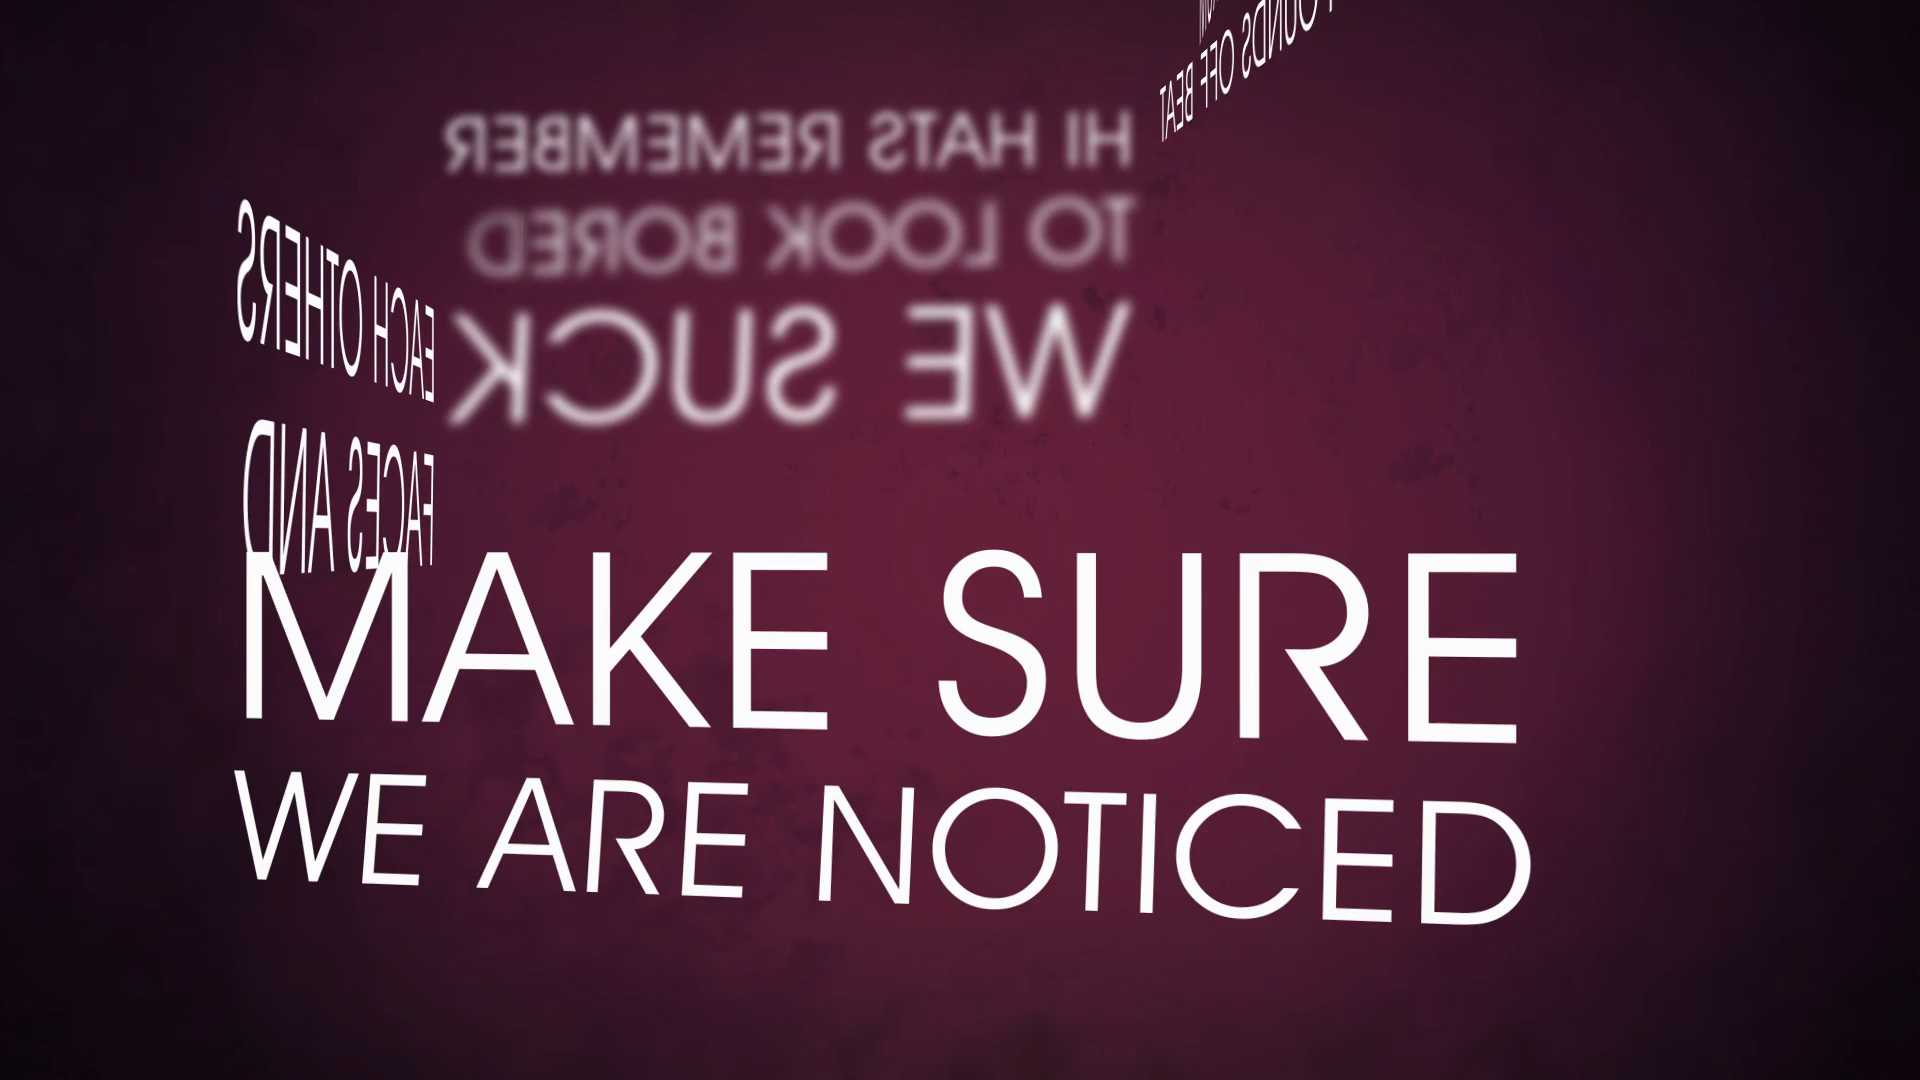 OUNDS OFF BEAT
HI HATS REMEMBER
TO LOOK BORED
WE SUCK
EACH OTHERS
FACES AND
MAKE SURE
WE ARE NOTICED